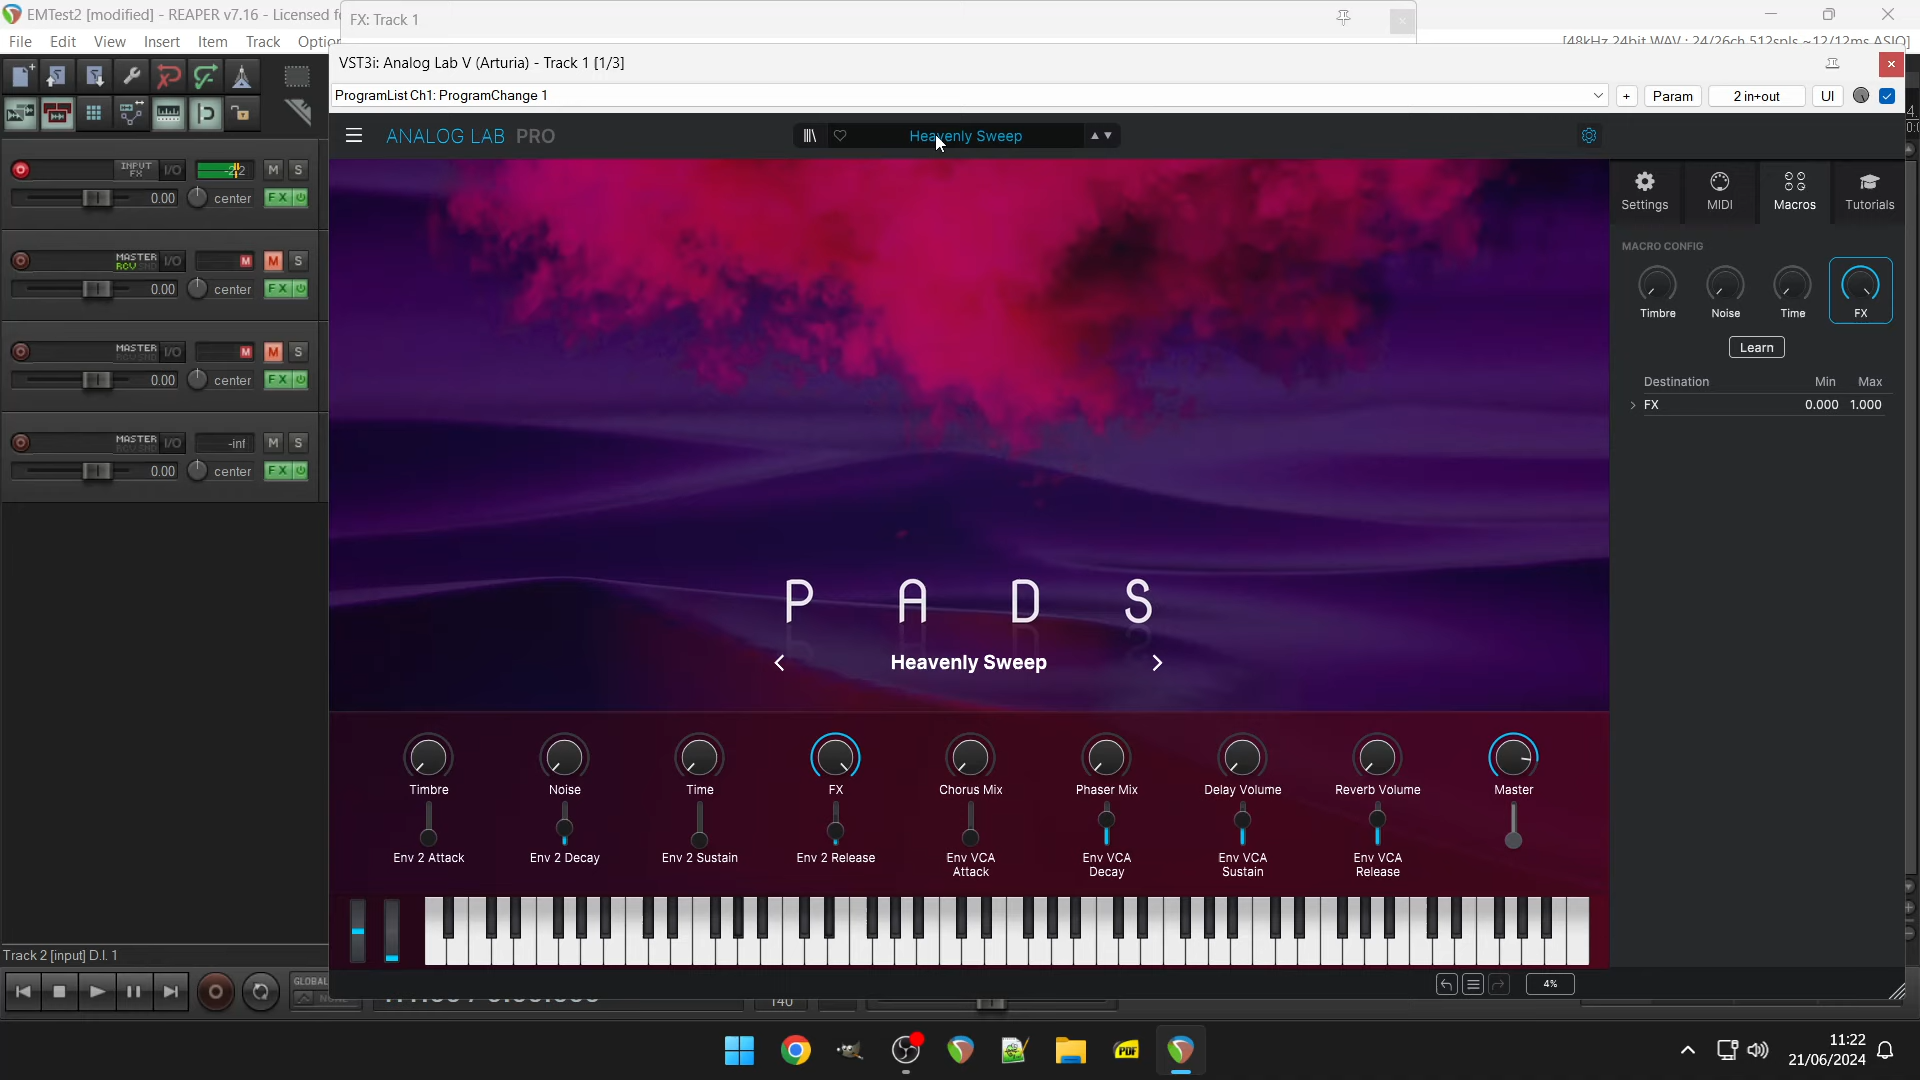 EMTest2 [modified] - REAPER v7.16 - Licensed
FX: Track 1
File Edit View Insert Item Track
[48kHz 24bit WAV : 24/26ch 512spls ~12/12ms ASIO]
VST3i: Analog Lab V (Arturia) - Track 1 [1/3]
ProgramList Ch1: ProgramChange 1
+ Param 2 in+out UI
ANALOG LAB PRO
Heavenly Sweep
INPUT FX I/O -22 M S
0.00 center FX
MASTER RCV I/O M M S
0.00 center FX
MASTER I/O M M S
0.00 center FX
MASTER I/O -inf M S
0.00 center FX
Settings MIDI Macros Tutorials
MACRO CONFIG
Timbre Noise Time FX
Learn
Destination Min Max
FX 0.000 1.000
PADS
Heavenly Sweep
Timbre Noise Time FX Chorus Mix Phaser Mix Delay Volume Reverb Volume Master
Env 2 Attack Env 2 Decay Env 2 Sustain Env 2 Release Env VCA Attack Env VCA Decay Env VCA Sustain Env VCA Release
Track 2 [input] D.I. 1
GLOBAL
4%
PDF
11:22
21/06/2024